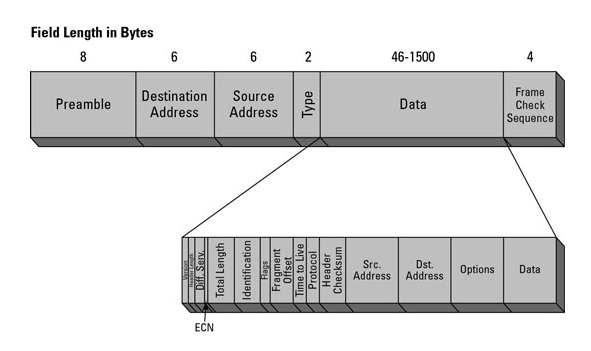 Field Length in Bytes
8 6 6 2 46-1500 4
Preamble
Destination
Address
Source
Address
Type
Data
Frame
Check
Sequence
Version
Header Length
Diff. Serv.
Total Length
Identification
Flags
Fragment
Offset
Time to Live
Protocol
Header
Checksum
Src.
Address
Dst.
Address
Options
Data
ECN